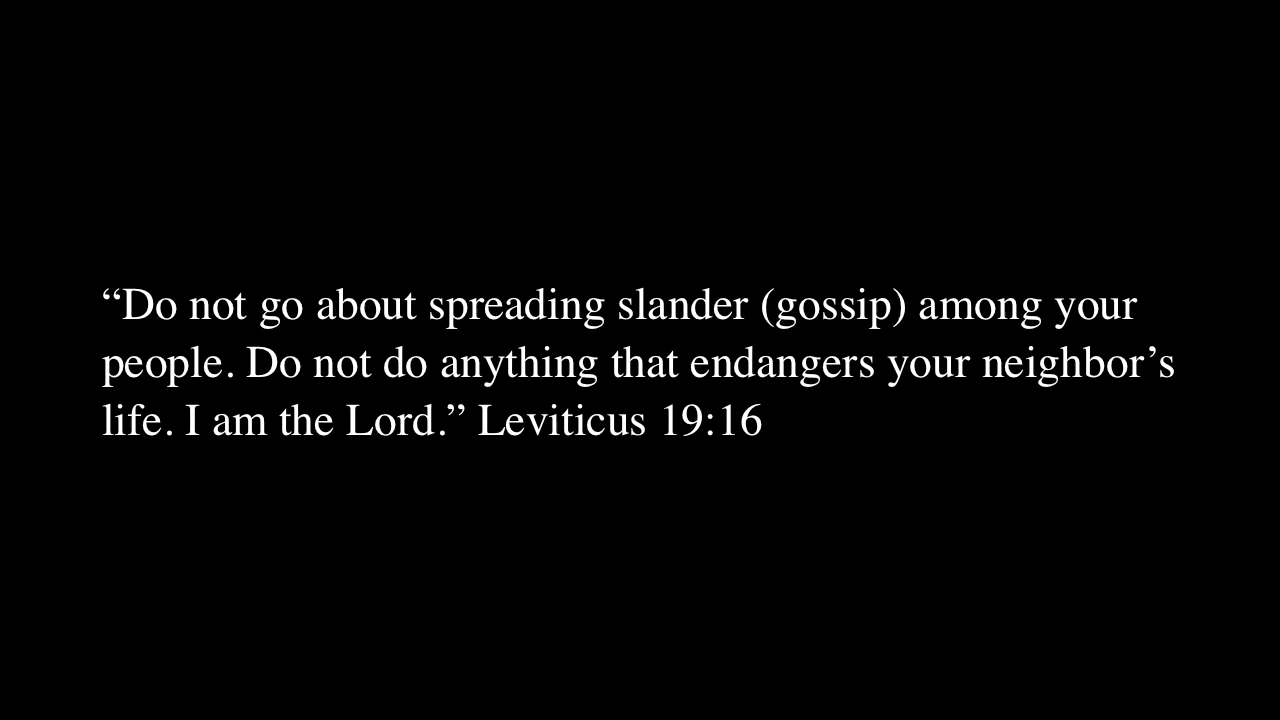 “Do not go about spreading slander (gossip) among your
people. Do not do anything that endangers your neighbor’s
life. I am the Lord.” Leviticus 19:16